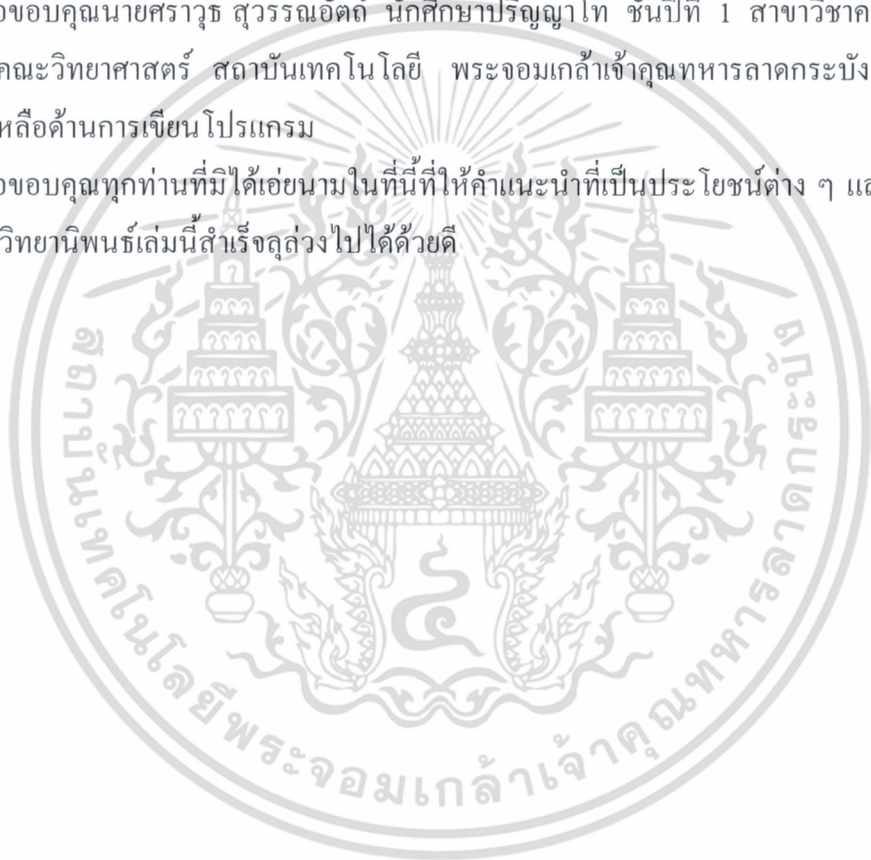 อขอบคุณนายศราวุธ สุวรรณอัตถ์ นักศึกษาปริญญาโท ชั้นปีที่ 1 สาขาวิชาค
คณะวิทยาศาสตร์ สถาบันเทคโนโลยี พระจอมเกล้าเจ้าคุณทหารลาดกระบัง
หลือด้านการเขียนโปรแกรม
อขอบคุณทุกท่านที่มิได้เอ่ยนามในที่นี้ที่ให้คำแนะนำที่เป็นประโยชน์ต่าง ๆ แล
วิทยานิพนธ์เล่มนี้สำเร็จลุล่วงไปได้ด้วยดี
สถาบันเทคโนโลยีพระจอมเกล้าเจ้าคุณทหารลาดกระบัง